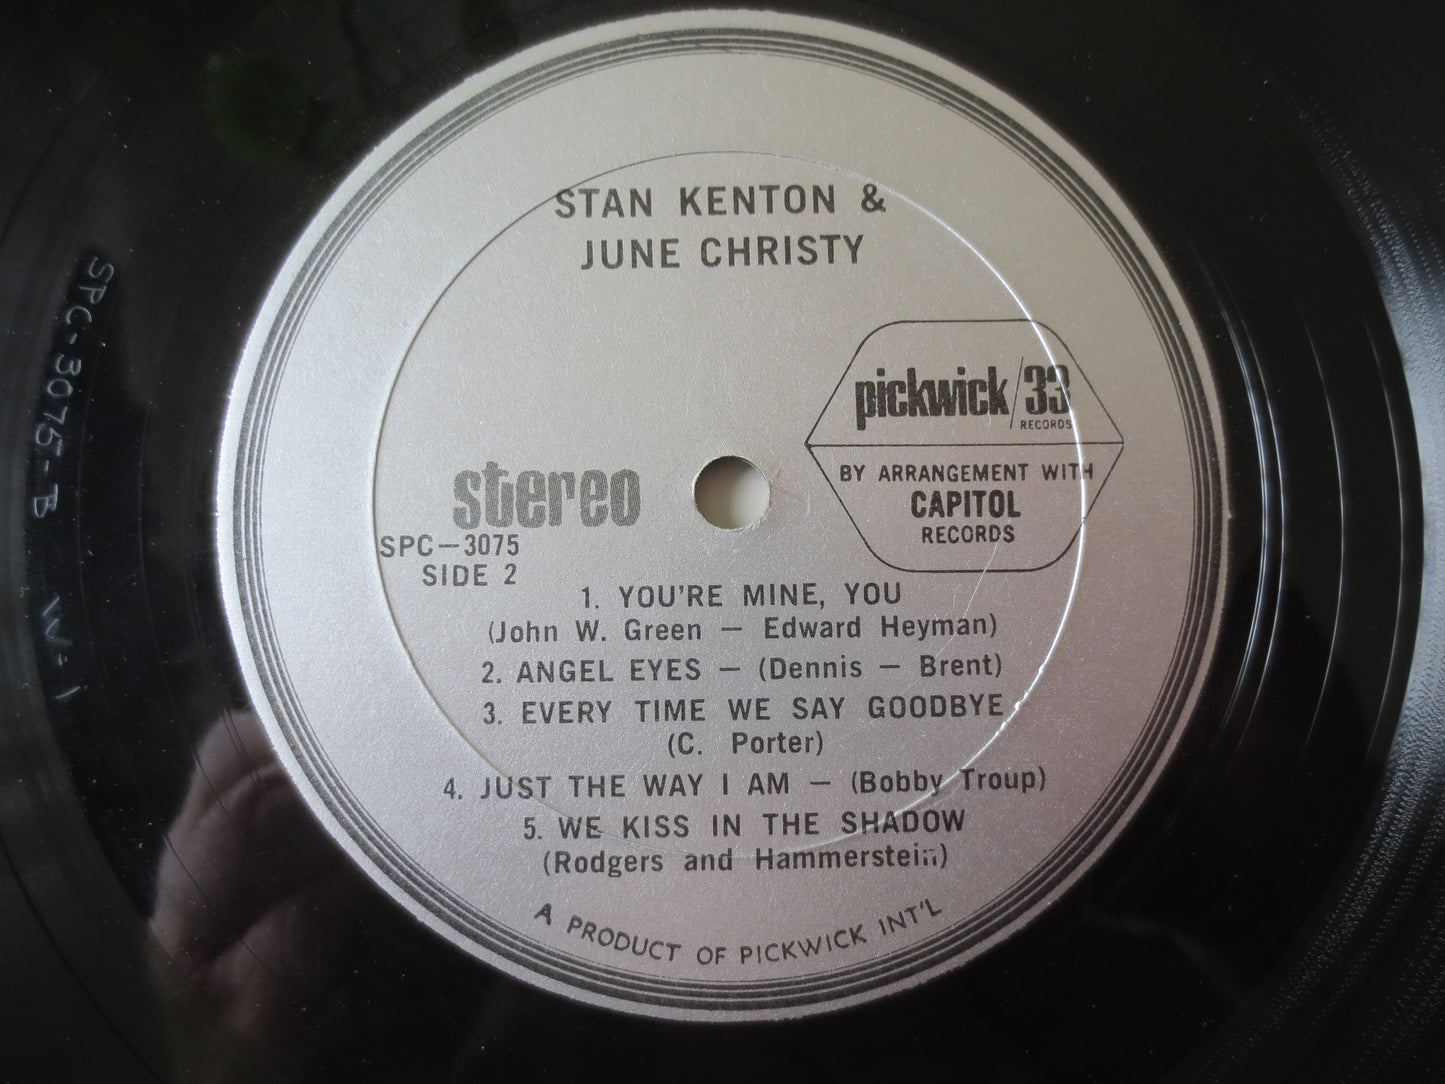 STAN KENTON &
JUNE CHRISTY
pickwick/33
RECORDS
BY ARRANGEMENT WITH
CAPITOL
RECORDS
stereo
SPC-3075
SIDE 2
1. YOU'RE MINE, YOU
(John W. Green - Edward Heyman)
2. ANGEL EYES - (Dennis - Brent)
3. EVERY TIME WE SAY GOODBYE
(C. Porter)
4. JUST THE WAY I AM - (Bobby Troup)
5. WE KISS IN THE SHADOW
(Rodgers and Hammerstein)
A PRODUCT OF PICKWICK INT'L
SPC-3075-B W-1